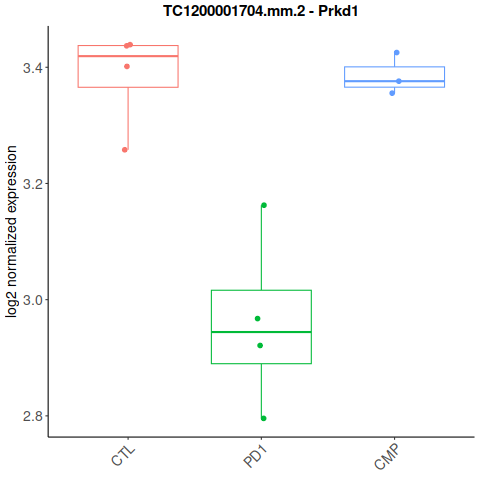 TC1200001704.mm.2 - Prkd1
log2 normalized expression
3.4
3.2
3.0
2.8
CTL
PD1
CMP